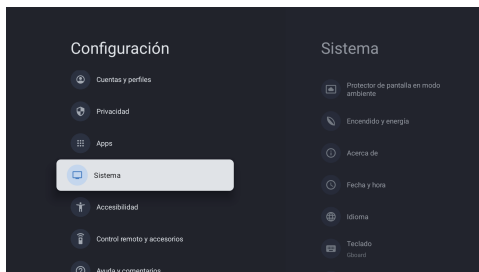 Configuración
Cuentas y perfiles
Privacidad
Apps
Sistema
Accesibilidad
Control remoto y accesorios
Ayuda y comentarios
Sistema
Protector de pantalla en modo
ambiente
Encendido y energía
Acerca de
Fecha y hora
Idioma
Teclado
Gboard